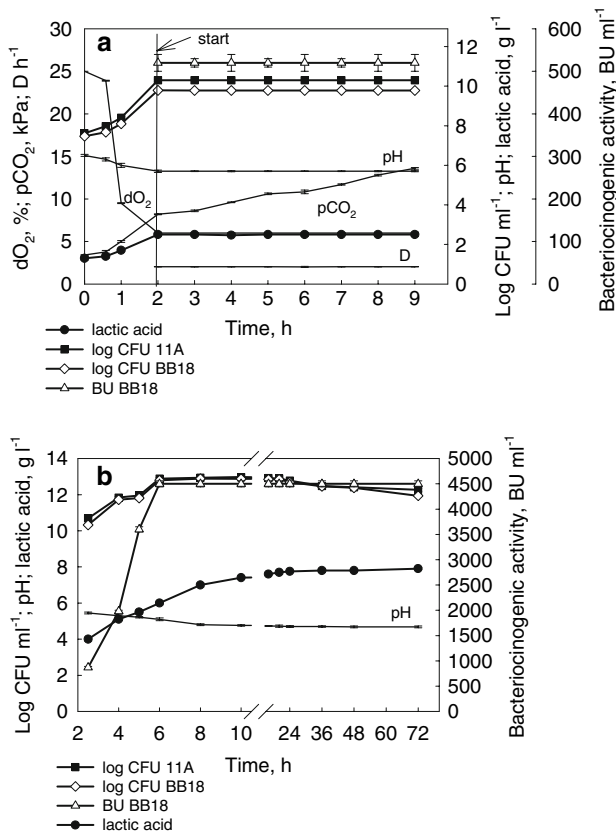 a
start
pH
dO2
pCO2
D
30
25
20
15
10
5
0
dO2, %; pCO2, kPa; D h-1
12
10
8
6
4
2
0
Log CFU ml-1; pH; lactic acid, g l-1
600
500
400
300
200
100
0
Bacteriocinogenic activity, BU ml-1
0 1 2 3 4 5 6 7 8 9
Time, h
lactic acid
log CFU 11A
log CFU BB18
BU BB18
b
pH
14
12
10
8
6
4
2
0
Log CFU ml-1; pH; lactic acid, g l-1
5000
4500
4000
3500
3000
2500
2000
1500
1000
500
0
Bacteriocinogenic activity, BU ml-1
2 4 6 8 10 24 36 48 60 72
Time, h
log CFU 11A
log CFU BB18
BU BB18
lactic acid